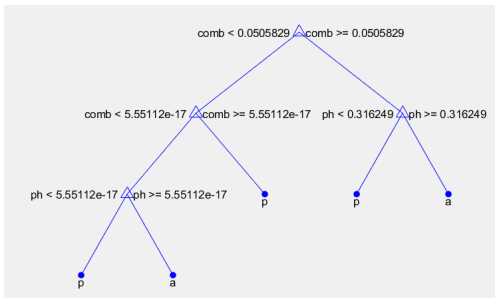 comb < 0.0505829 comb >= 0.0505829
comb < 5.55112e-17 comb >= 5.55112e-17 ph < 0.316249 ph >= 0.316249
ph < 5.55112e-17 ph >= 5.55112e-17 p p a
p a